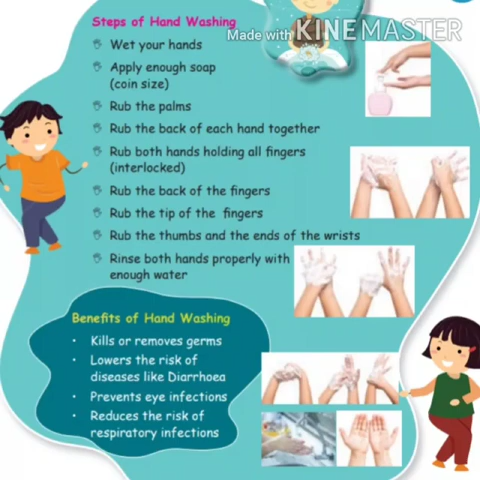 Steps of Hand Washing
Made with KINEMASTER
Wet your hands
Apply enough soap
(coin size)
Rub the palms
Rub the back of each hand together
Rub both hands holding all fingers
(interlocked)
Rub the back of the fingers
Rub the tip of the fingers
Rub the thumbs and the ends of the wrists
Rinse both hands properly with
enough water
Benefits of Hand Washing
• Kills or removes germs
• Lowers the risk of
diseases like Diarrhoea
• Prevents eye infections
• Reduces the risk of
respiratory infections